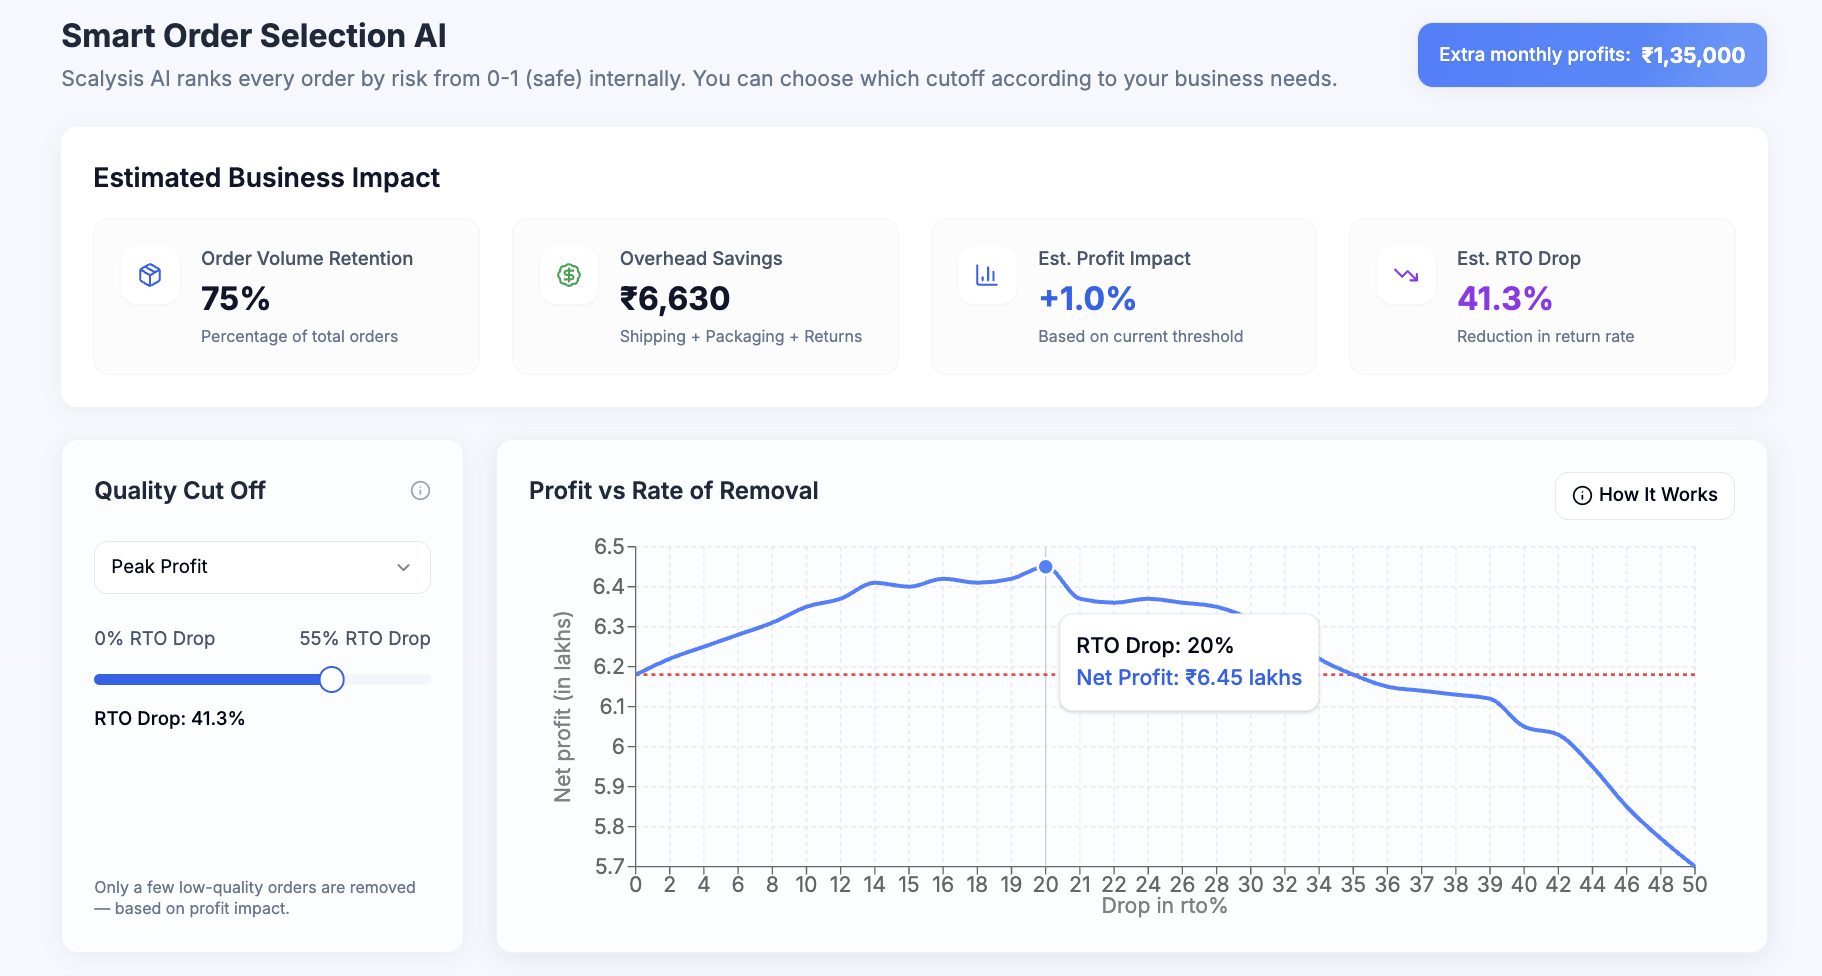 Smart Order Selection AI
Scalysis AI ranks every order by risk from 0-1 (safe) internally. You can choose which cutoff according to your business needs.
Extra monthly profits: ₹1,35,000
Estimated Business Impact
Order Volume Retention
75%
Percentage of total orders
Overhead Savings
₹6,630
Shipping + Packaging + Returns
Est. Profit Impact
+1.0%
Based on current threshold
Est. RTO Drop
41.3%
Reduction in return rate
Quality Cut Off
Peak Profit
0% RTO Drop 55% RTO Drop
RTO Drop: 41.3%
Only a few low-quality orders are removed
— based on profit impact.
Profit vs Rate of Removal
How It Works
Net profit (in lakhs)
6.5
6.4
6.3
6.2
6.1
6
5.9
5.8
5.7
RTO Drop: 20%
Net Profit: ₹6.45 lakhs
0 2 4 6 8 10 12 14 15 16 18 19 20 21 22 24 26 28 30 32 34 35 36 37 38 39 40 42 44 46 48 50
Drop in rto%